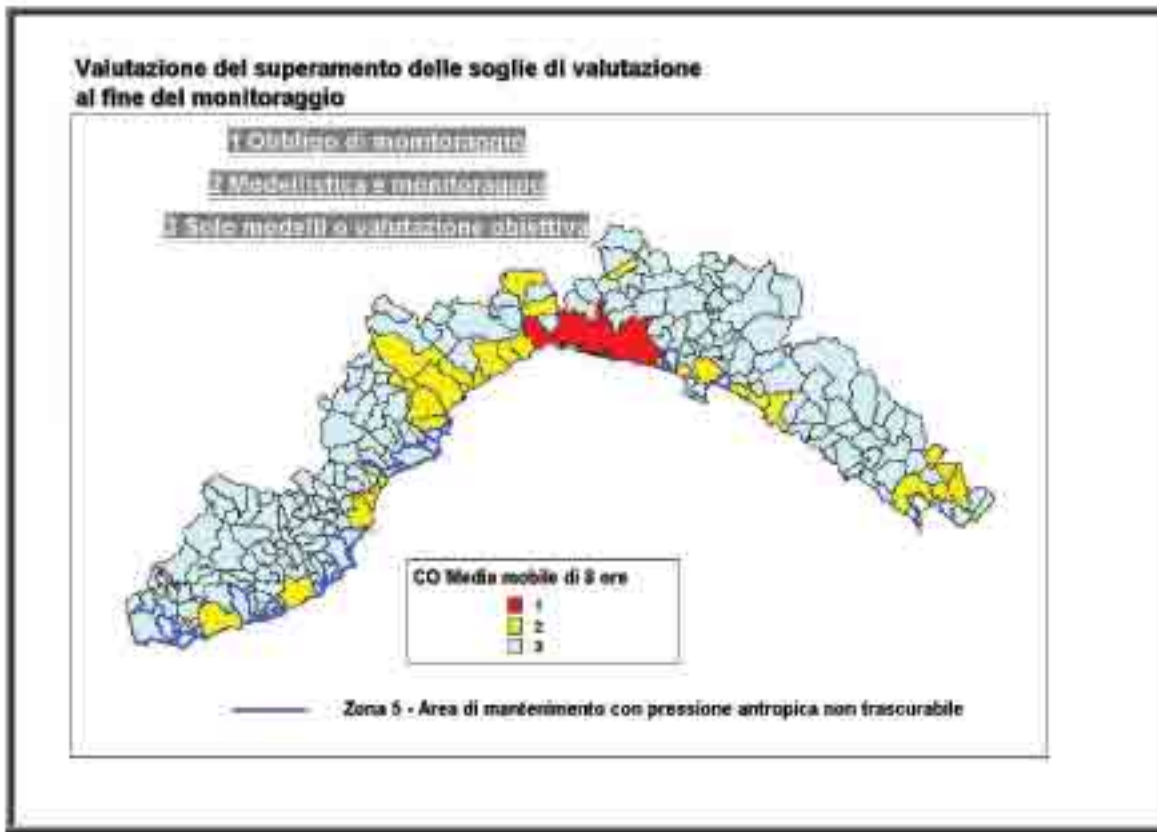 Valutazione del superamento delle soglie di valutazione
al fine del monitoraggio
1 Obbligo di monitoraggio
2 Modellistica e monitoraggio
3 Solo modelli o valutazione obiettiva
CO Media mobile di 8 ore
1
2
3
Zona 5 - Area di mantenimento con pressione antropica non trascurabile